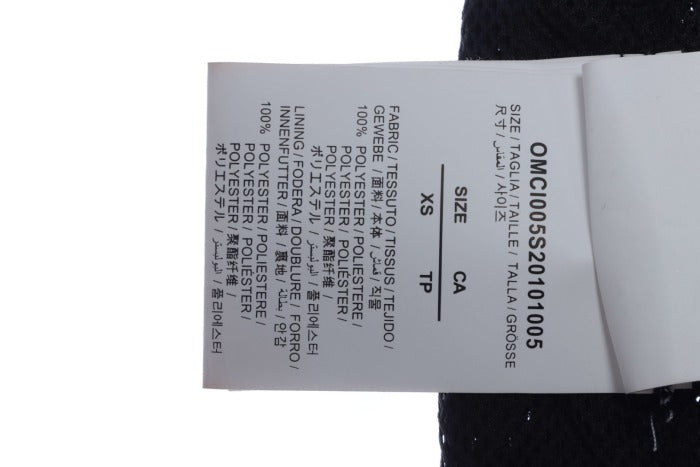 OMCI005S20101005
SIZE / TAGLIA / TAILLE / TALLA / GRÖSSE
尺寸 / المقاس / 사이즈
SIZE CA
XS TP
FABRIC / TESSUTO / TISSUS / TEJIDO /
GEWEBE / 面料 / 本体 / قماش / 직물
100% POLYESTER / POLIESTERE /
POLYESTER / POLIÉSTER /
POLYESTER / 聚酯纤维 /
ポリエステル / البوليستر / 폴리에스터
LINING / FODERA / DOUBLURE / FORRO /
INNENFUTTER / 面料 / 裏地 / بطانة / 안감
100% POLYESTER / POLIESTERE /
POLYESTER / POLIÉSTER /
POLYESTER / 聚酯纤维 /
ポリエステル / البوليستر / 폴리에스터